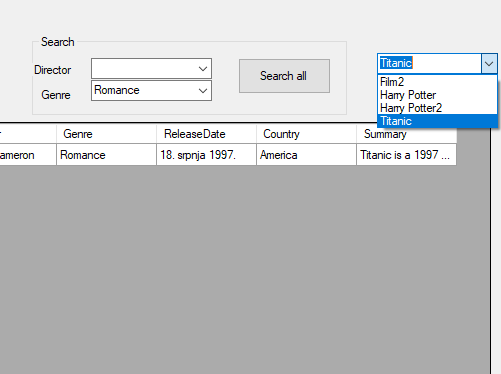 Search
Director
Genre Romance
Search all
Titanic
Film2
Harry Potter
Harry Potter2
Titanic
Genre ReleaseDate Country Summary
ameron Romance 18. srpnja 1997. America Titanic is a 1997 ...